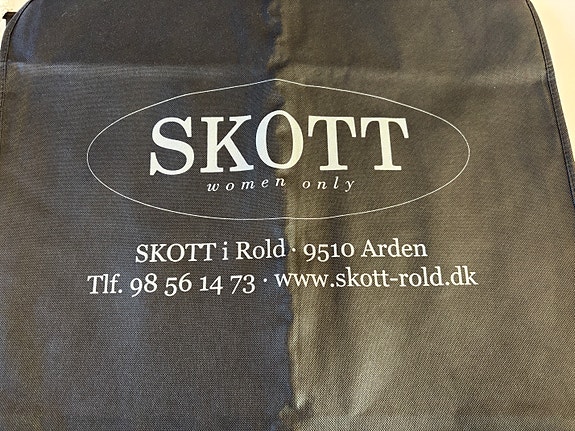 SKOTT
women only
SKOTT i Rold · 9510 Arden
Tlf. 98 56 14 73 · www.skott-rold.dk